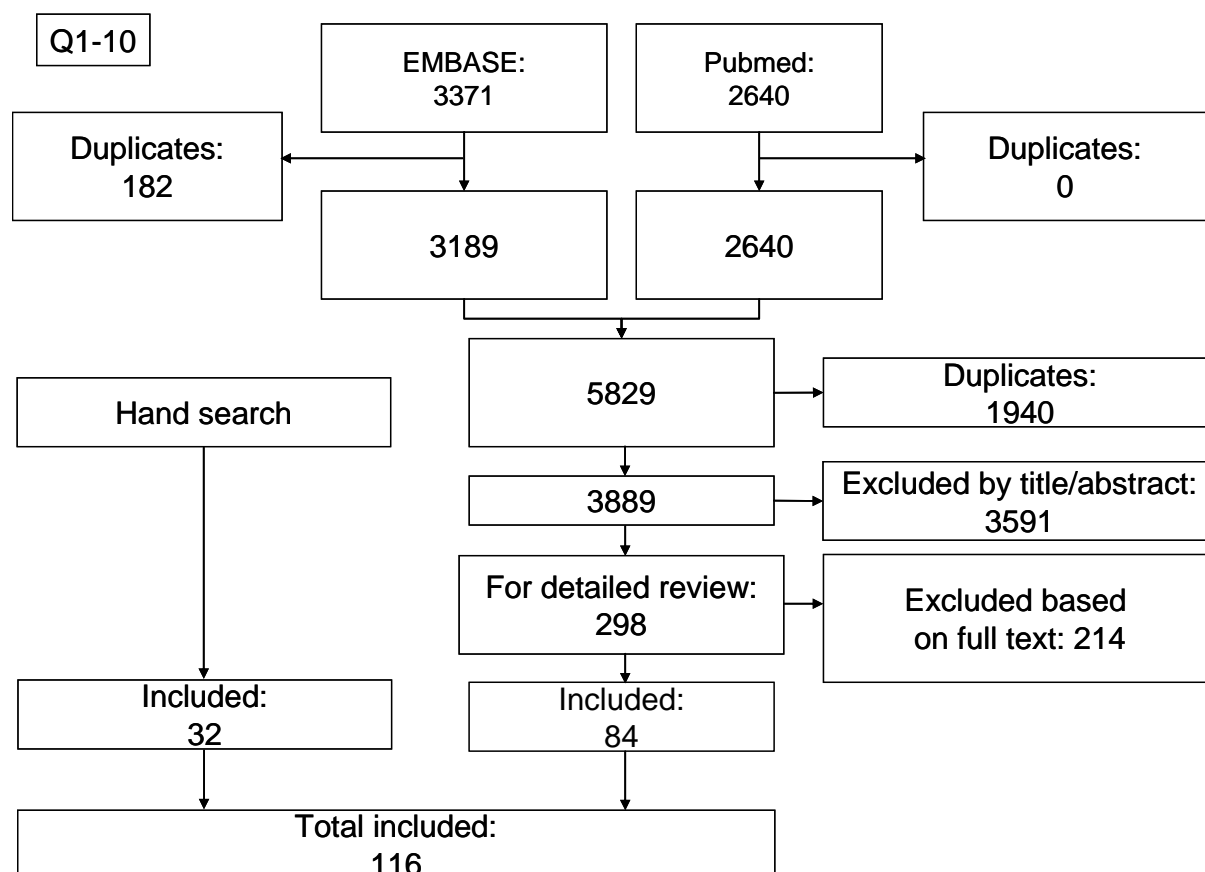 Q1-10
EMBASE:
3371
Pubmed:
2640
Duplicates:
182
Duplicates:
0
3189
2640
5829
Duplicates:
1940
Hand search
3889
Excluded by title/abstract:
3591
For detailed review:
298
Excluded based
on full text: 214
Included:
32
Included:
84
Total included:
116